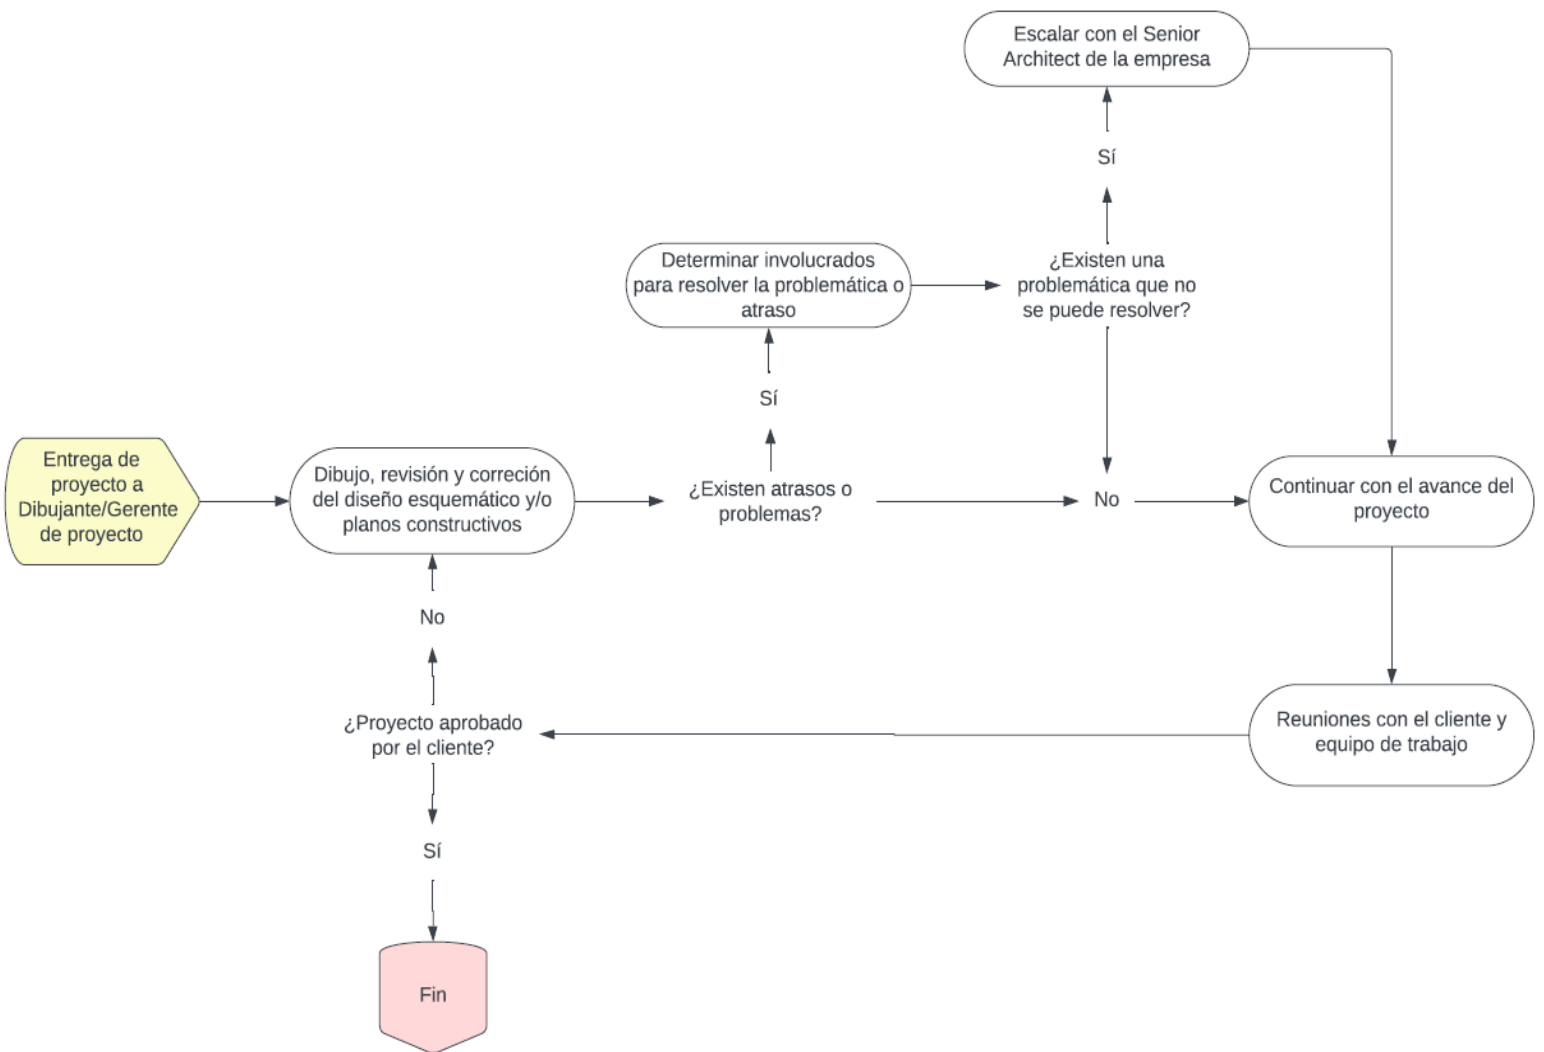 Escalar con el Senior
Architect de la empresa
Sí
Determinar involucrados
para resolver la problemática o
atraso
¿Existen una
problemática que no
se puede resolver?
Sí
Entrega de
proyecto a
Dibujante/Gerente
de proyecto
Dibujo, revisión y correción
del diseño esquemático y/o
planos constructivos
¿Existen atrasos o
problemas?
No
Continuar con el avance del
proyecto
No
¿Proyecto aprobado
por el cliente?
Reuniones con el cliente y
equipo de trabajo
Sí
Fin